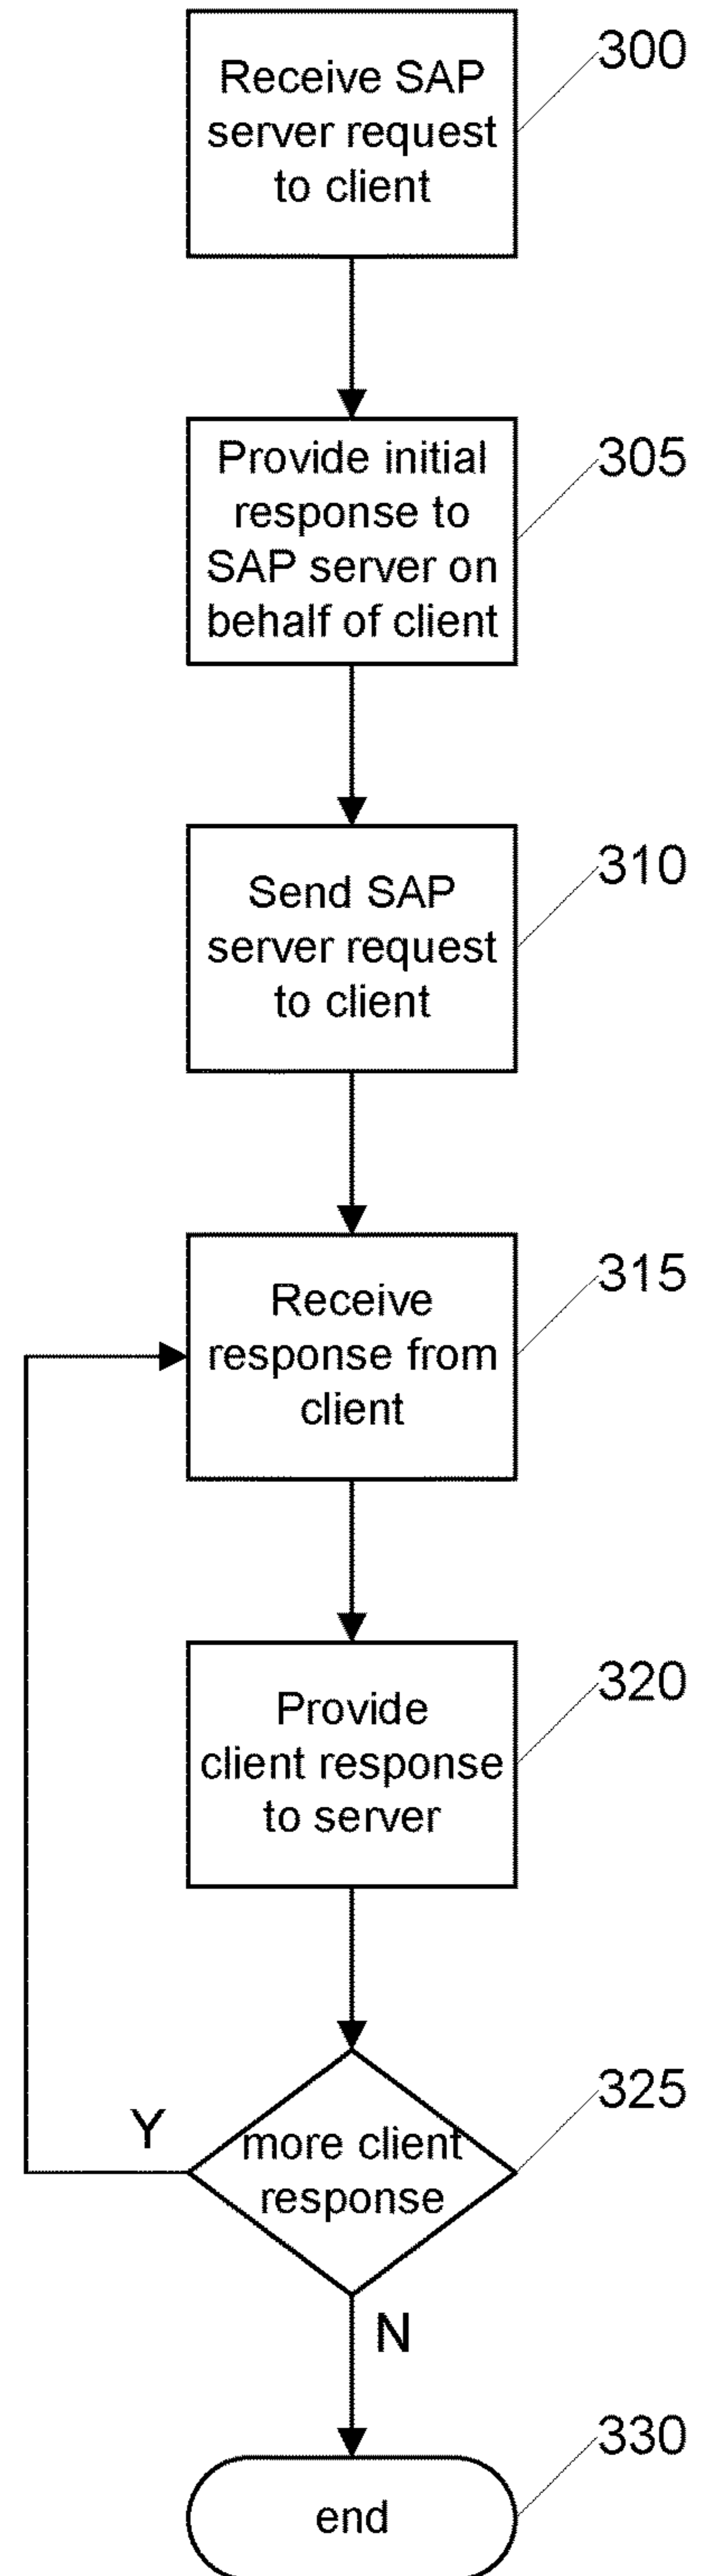 Receive SAP
server request
to client
300
Provide initial
response to
SAP server on
behalf of client
305
Send SAP
server request
to client
310
Receive
response from
client
315
Provide
client response
to server
320
more client
response
325
Y
N
end
330